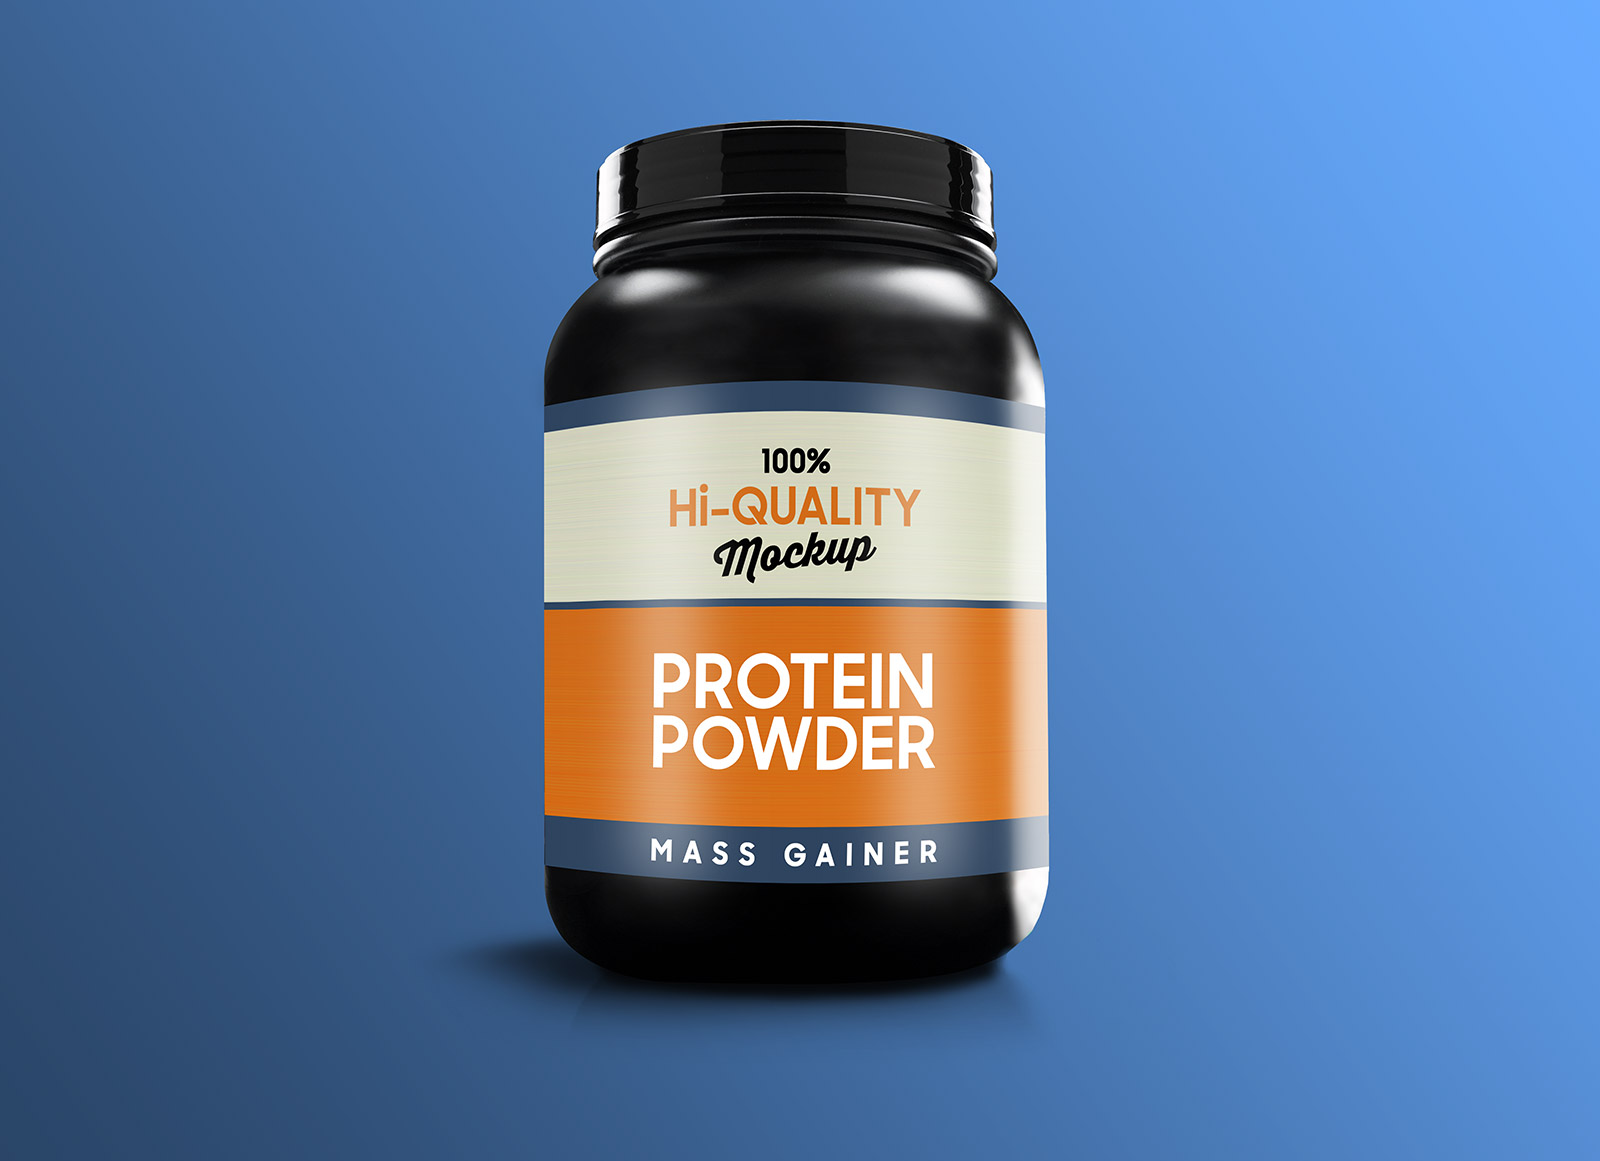 100%
Hi-QUALITY
Mockup
PROTEIN
POWDER
MASS GAINER